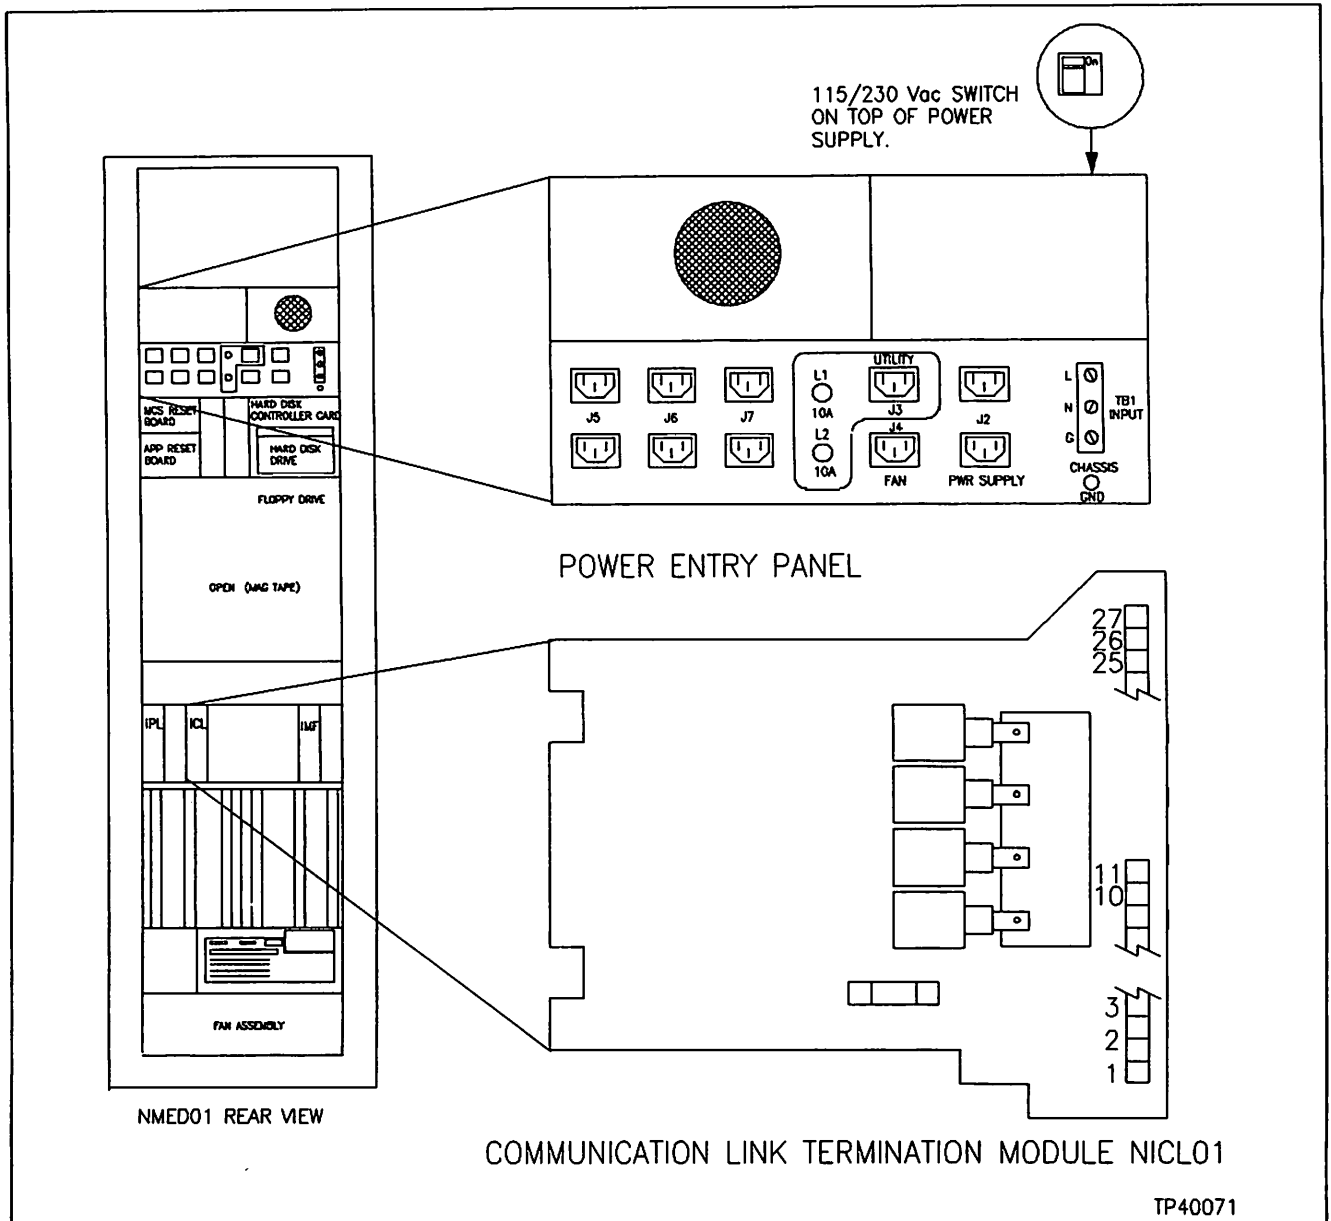 115/230 Vac SWITCH
ON TOP OF POWER
SUPPLY.
On
MCS RESET
BOARD
HARD DISK
CONTROLLER CARD
APP RESET
BOARD
HARD DISK
DRIVE
FLOPPY DRIVE
OPEN (MAG TAPE)
IPL
ICL
IMF
FAN ASSEMBLY
NMED01 REAR VIEW
UTILITY
L1
10A
L2
10A
J5
J6
J7
J3
J4
J2
FAN
PWR SUPPLY
L
N
G
TB1
INPUT
CHASSIS
GND
POWER ENTRY PANEL
27
26
25
11
10
3
2
1
COMMUNICATION LINK TERMINATION MODULE NICL01
TP40071